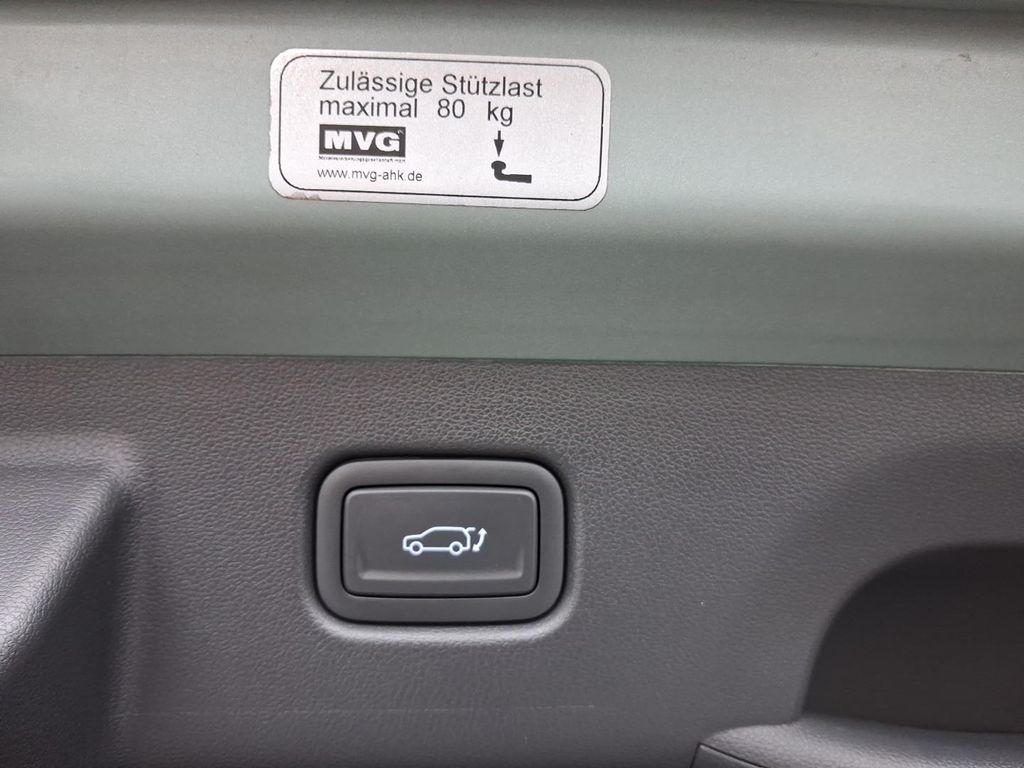 Zulässige Stützlast
maximal 80 kg
MVG
www.mvg-ahk.de